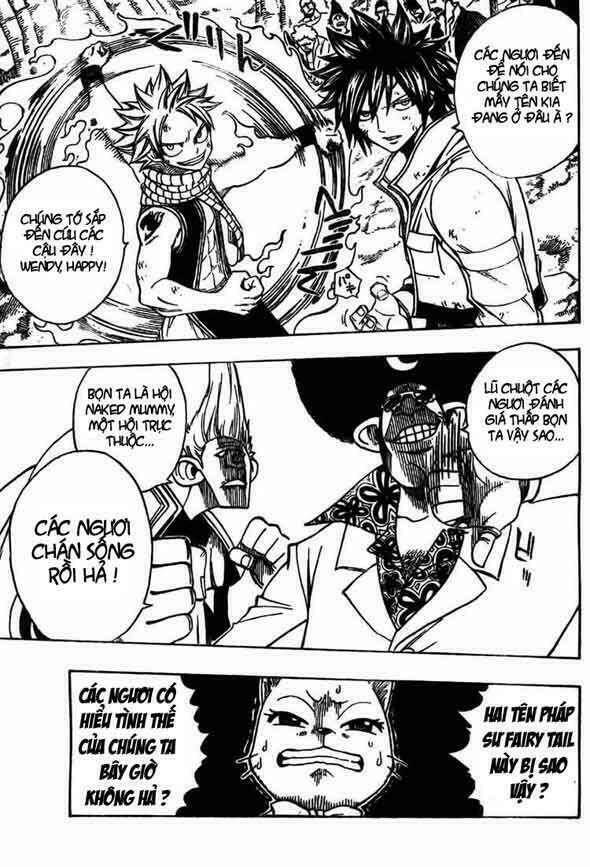 CÁC NGƯƠI ĐẾN
ĐỂ NÓI CHO
CHÚNG TA BIẾT
MẤY TÊN KIA
ĐANG Ở ĐÂU À ?
CHÚNG TỚ SẮP
ĐẾN CỨU CÁC
CẬU ĐÂY !
WENDY, HAPPY!
LŨ CHUỘT CÁC
NGƯƠI ĐÁNH
GIÁ THẤP BỌN
TA VẬY SAO...
BỌN TA LÀ HỘI
NAKED MUMMY,
MỘT HỘI TRỰC
THUỘC...
CÁC NGƯƠI
CHÁN SỐNG
RỒI HẢ !
HAI TÊN PHÁP
SƯ FAIRY TAIL
NÀY BỊ SAO
VẬY ?
CÁC NGƯƠI CÓ
HIỂU TÌNH THẾ
CỦA CHÚNG TA
BÂY GIỜ
KHÔNG HẢ ?